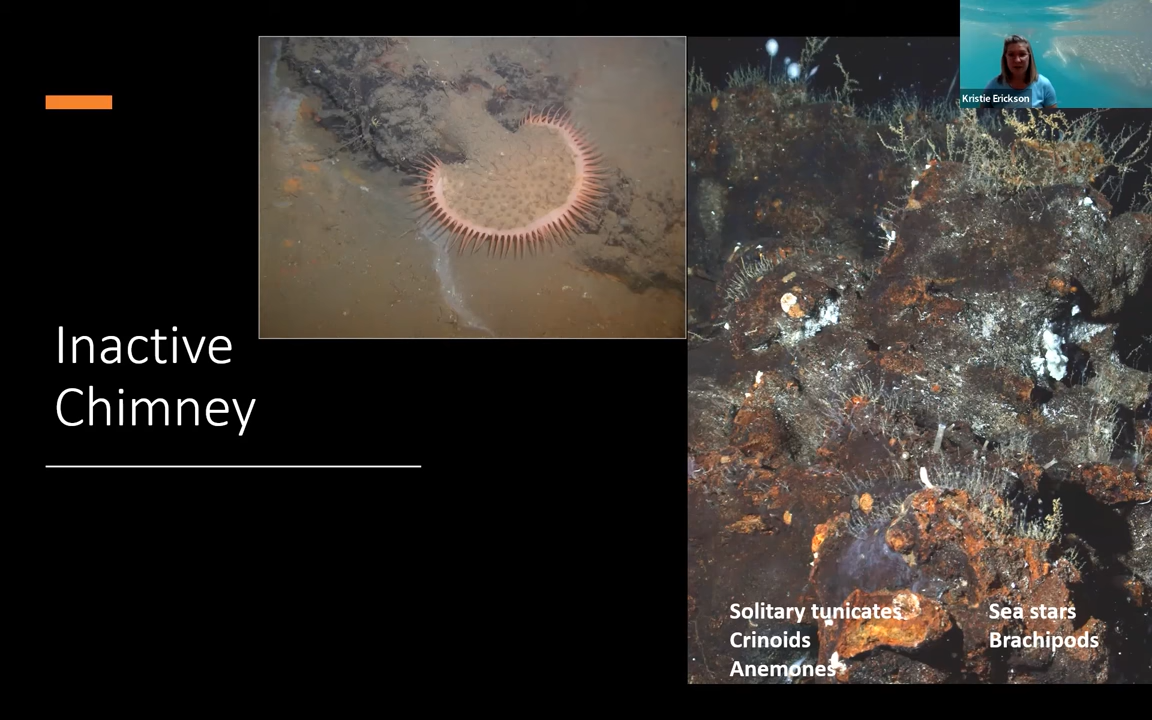 Kristie Erickson
Inactive
Chimney
Solitary tunicates
Crinoids
Anemones
Sea stars
Brachipods